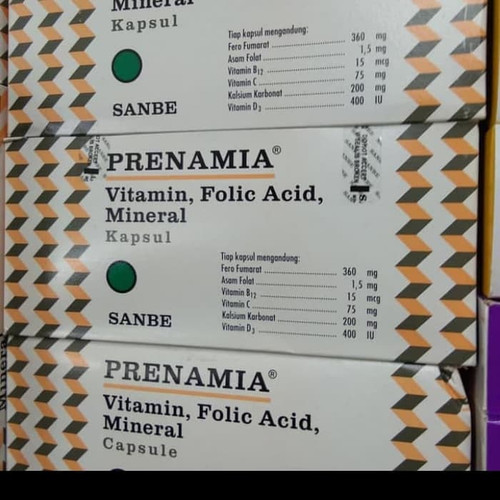 Mineral
Kapsul
Tiap kapsul mengandung:
Fero Fumarat 360 mg
Asam Folat 1,5 mg
Vitamin B12 15 mcg
Vitamin C 75 mg
Kalsium Karbonat 200 mg
Vitamin D3 400 IU
SANBE
PRENAMIA®
Vitamin, Folic Acid,
Mineral
Kapsul
Tiap kapsul mengandung:
Fero Fumarat 360 mg
Asam Folat 1,5 mg
Vitamin B12 15 mcg
Vitamin C 75 mg
Kalsium Karbonat 200 mg
Vitamin D3 400 IU
SANBE
PRENAMIA®
Vitamin, Folic Acid,
Mineral
Capsule
Mineral